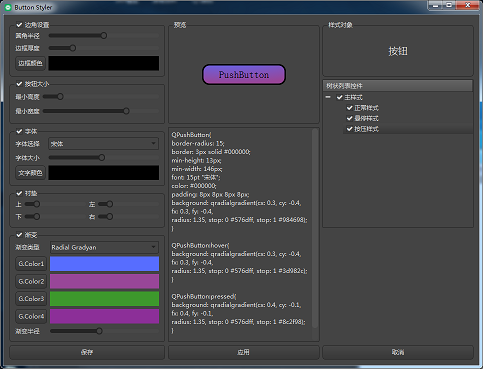 Button Styler
边角设置
圆角半径
边框厚度
边框颜色
按钮大小
最小高度
最小宽度
字体
字体选择 宋体
字体大小
文字颜色
衬垫
上 左
下 右
渐变
渐变类型 Radial Gradyan
G.Color1
G.Color2
G.Color3
G.Color4
渐变半径
保存
预览
PushButton
QPushButton{
border-radius: 15;
border: 3px solid #000000;
min-height: 13px;
min-width: 146px;
font: 15pt "宋体";
color: #000000;
padding: 8px 8px 8px 8px;
background: qradialgradient(cx: 0.3, cy: -0.4,
fx: 0.3, fy: -0.4,
radius: 1.35, stop: 0 #576dff, stop: 1 #984698);
}
QPushButton:hover{
background: qradialgradient(cx: 0.3, cy: -0.4,
fx: 0.3, fy: -0.4,
radius: 1.35, stop: 0 #576dff, stop: 1 #3d982c);
}
QPushButton:pressed{
background: qradialgradient(cx: 0.4, cy: -0.1,
fx: 0.4, fy: -0.1,
radius: 1.35, stop: 0 #576dff, stop: 1 #8c2f98);
}
应用
样式对象
按钮
树状列表控件
主样式
正常样式
悬停样式
按压样式
取消